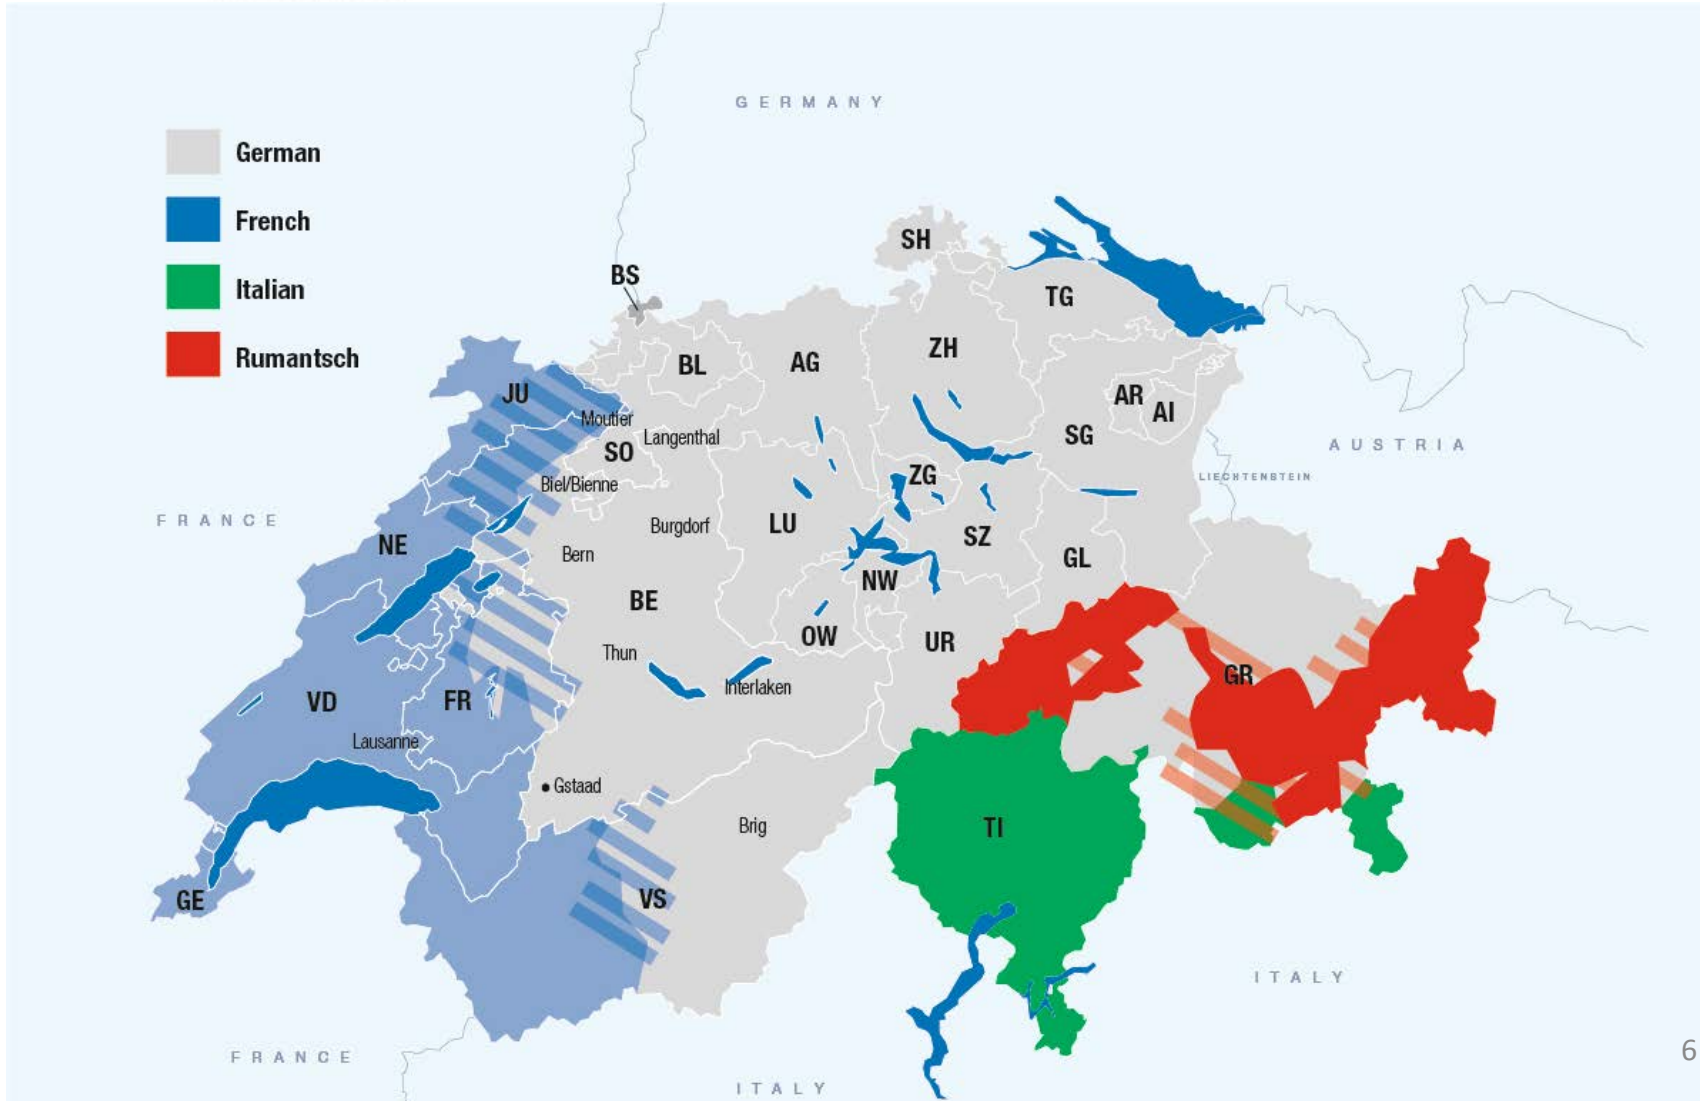 GERMANY
German
French
Italian
Rumantsch
SH
BS
TG
ZH
BL
AG
JU
AR
AI
Moutier
Langenthal
SG
SO
AUSTRIA
ZG
LIECHTENSTEIN
Biel/Bienne
FRANCE
Burgdorf
LU
SZ
NE
Bern
GL
NW
BE
OW
UR
Thun
GR
Interlaken
VD
FR
Lausanne
Gstaad
Brig
TI
GE
VS
ITALY
FRANCE
6
ITALY